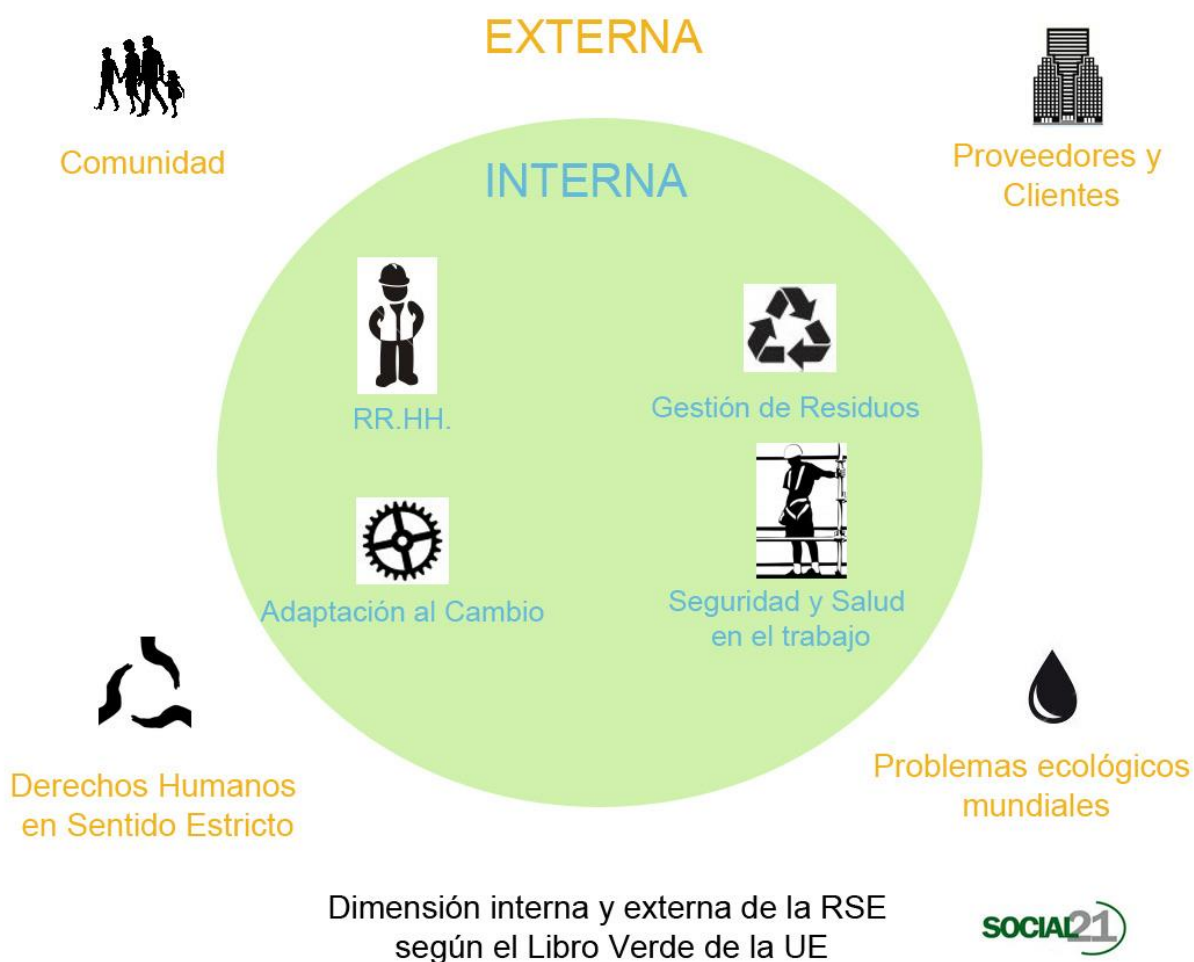 EXTERNA
Comunidad
Proveedores y
Clientes
INTERNA
RR.HH.
Gestión de Residuos
Adaptación al Cambio
Seguridad y Salud
en el trabajo
Derechos Humanos
en Sentido Estricto
Problemas ecológicos
mundiales
Dimensión interna y externa de la RSE
según el Libro Verde de la UE
SOCIAL21